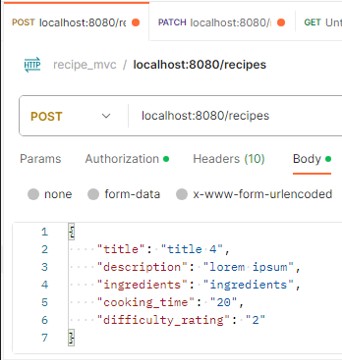 POST localhost:8080/re PATCH localhost:8080/ GET Unt
HTTP recipe_mvc / localhost:8080/recipes
POST localhost:8080/recipes
Params Authorization Headers (10) Body
none form-data x-www-form-urlencoded
1 {
2 "title": "title 4",
3 "description": "lorem ipsum",
4 "ingredients": "ingredients",
5 "cooking_time": "20",
6 "difficulty_rating": "2"
7 }